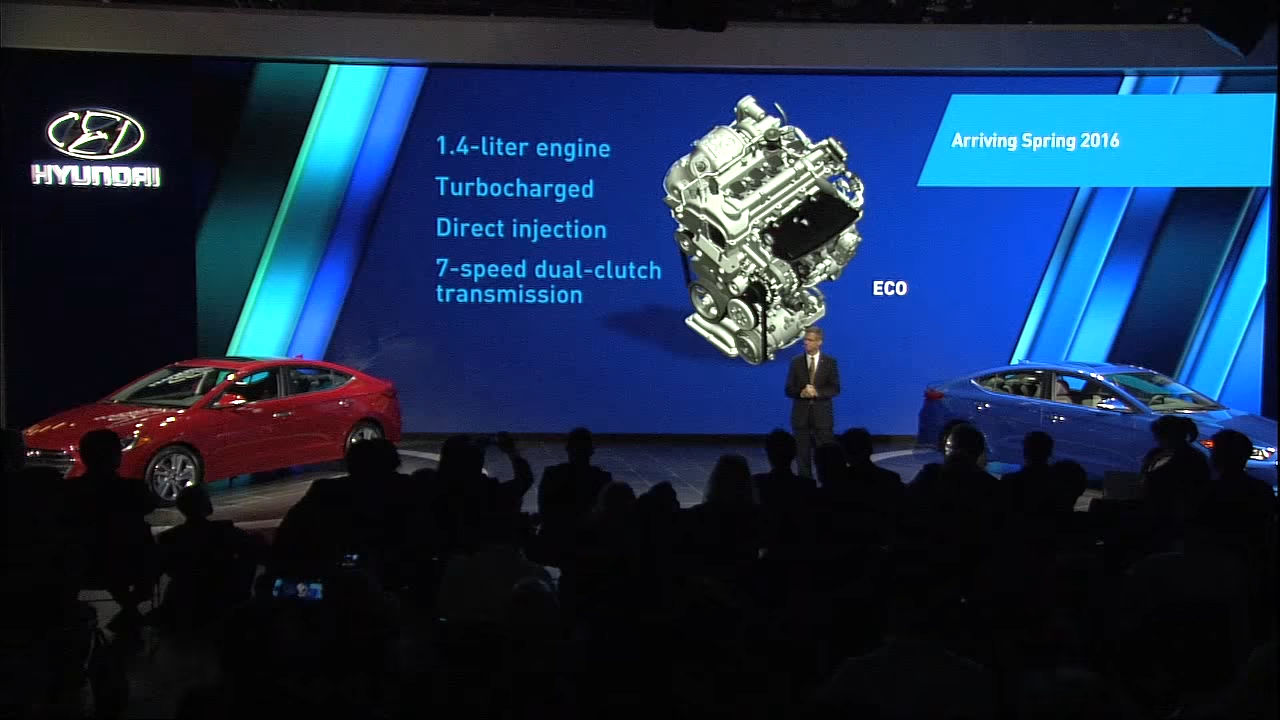 HYUNDAI
1.4-liter engine
Turbocharged
Direct injection
7-speed dual-clutch
transmission
Arriving Spring 2016
ECO